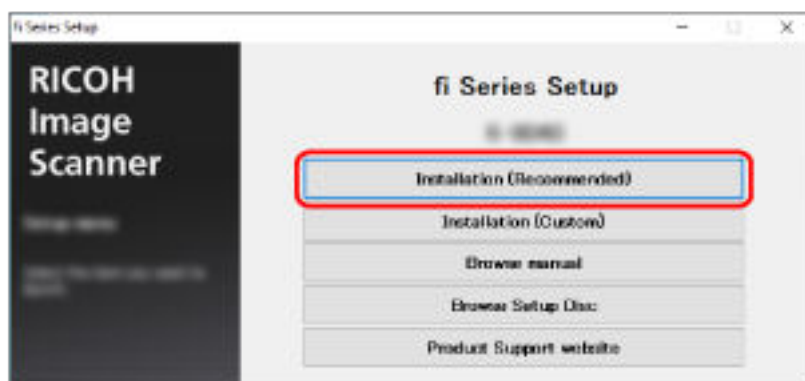 fi Series Setup
RICOH
Image
Scanner
fi Series Setup
Installation (Recommended)
Installation (Custom)
Browse manual
Browse Setup Disc
Product Support website